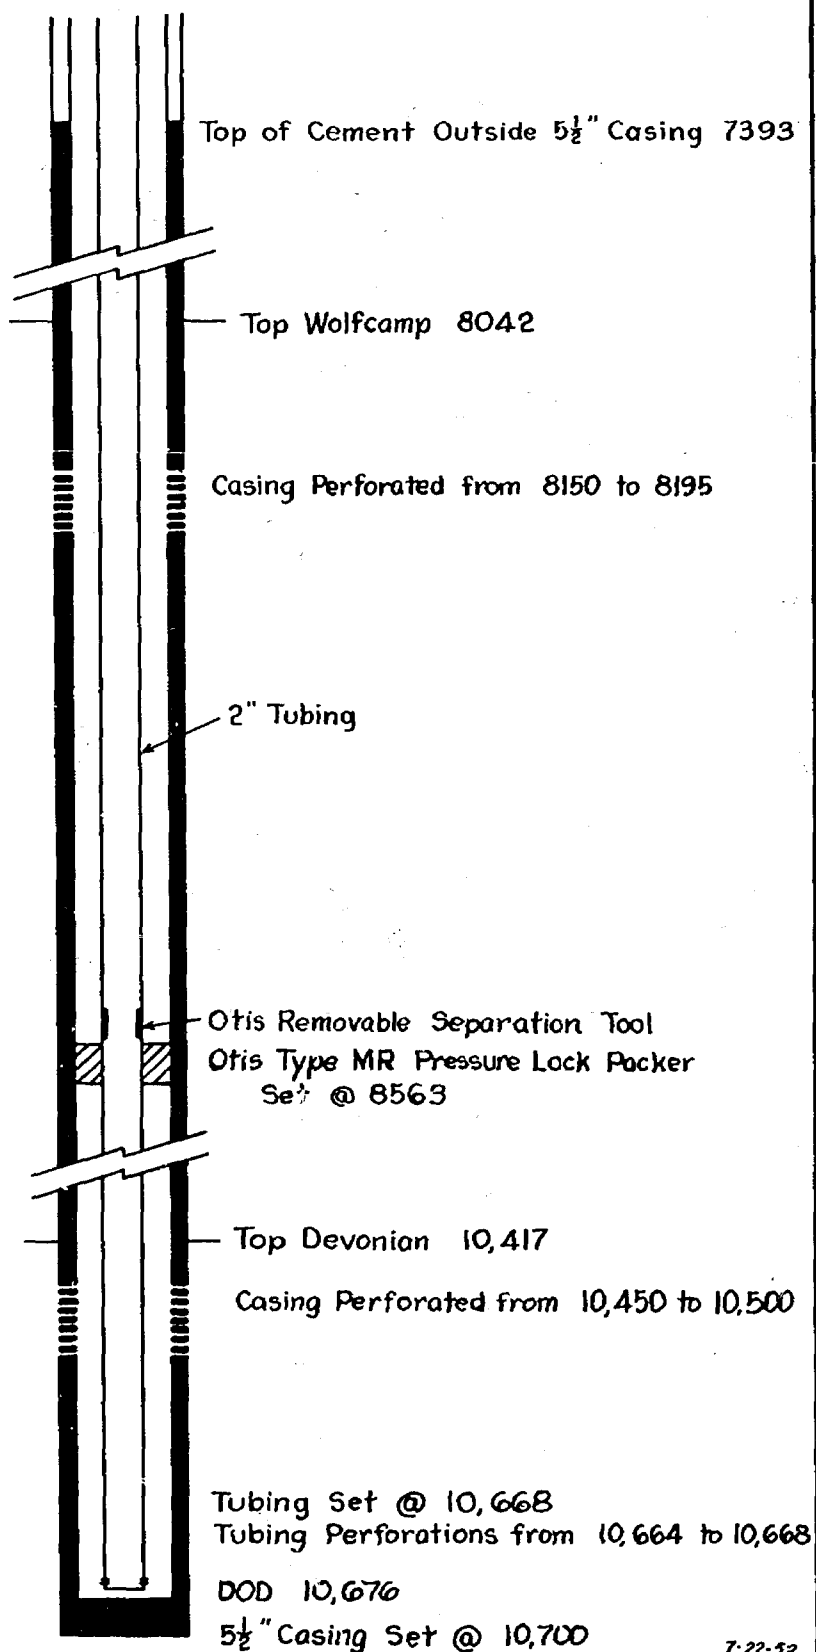 Top of Cement Outside 5½" Casing 7393
Top Wolfcamp 8042
Casing Perforated from 8150 to 8195
2" Tubing
Otis Removable Separation Tool
Otis Type MR Pressure Lock Packer
Set @ 8563
Top Devonian 10,417
Casing Perforated from 10,450 to 10,500
Tubing Set @ 10,668
Tubing Perforations from 10,664 to 10,668
DOD 10,676
5½" Casing Set @ 10,700
7-22-52